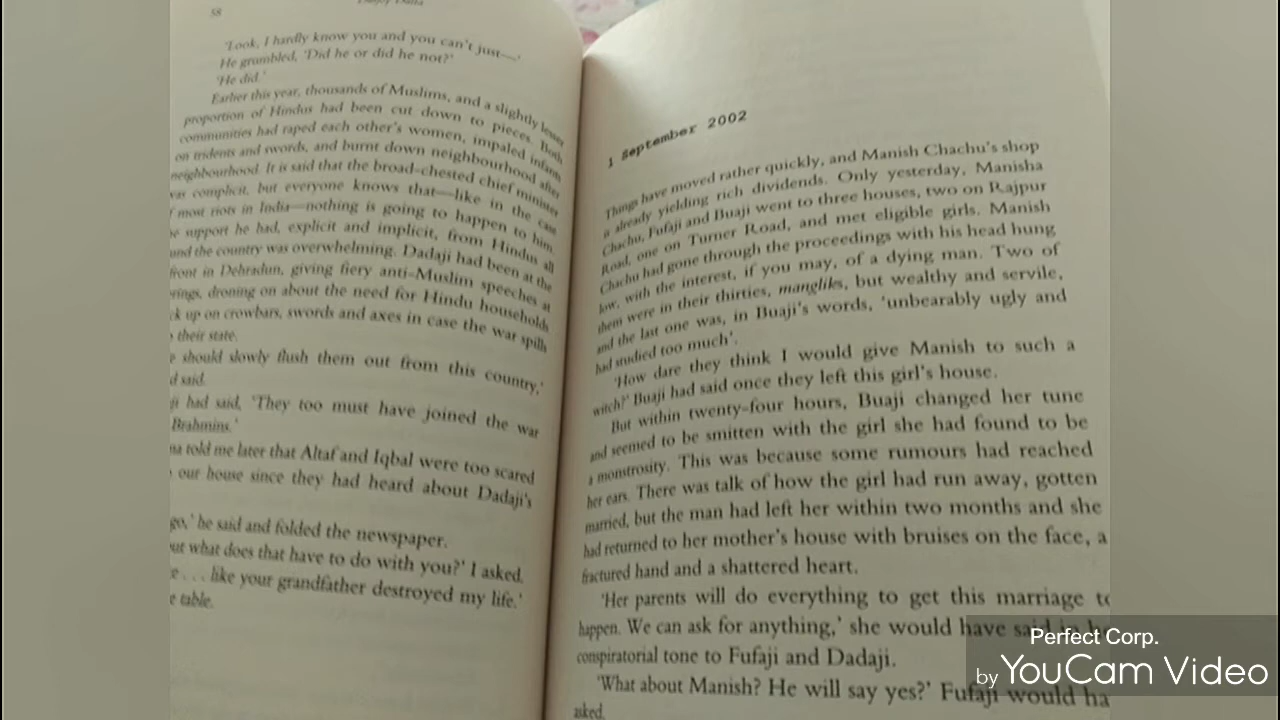 58
Durjoy Datta
'Look, I hardly know you and you can't just—'
He grumbled, 'Did he or did he not?'
'He did.'
Earlier this year, thousands of Muslims, and a slightly lesser
proportion of Hindus had been cut down to pieces. Both
communities had raped each other's women, impaled infants
on tridents and swords, and burnt down neighbourhood after
neighbourhood. It is said that the broad-chested chief minister
was complicit, but everyone knows that—like in the case
f most riots in India—nothing is going to happen to him.
he support he had, explicit and implicit, from Hindus all
und the country was overwhelming. Dadaji had been at the
front in Dehradun, giving fiery anti-Muslim speeches at
rings, droning on about the need for Hindu households
ck up on crowbars, swords and axes in case the war spills
their state.
e should slowly flush them out from this country,'
d said.
ji had said, 'They too must have joined the war
Brahmins.'
na told me later that Altaf and Iqbal were too scared
our house since they had heard about Dadaji's
go,' he said and folded the newspaper.
ut what does that have to do with you?' I asked.
e . . . like your grandfather destroyed my life.'
e table.
1 September 2002
Things have moved rather quickly, and Manish Chachu's shop
is already yielding rich dividends. Only yesterday, Manisha
Chachu, Fufaji and Buaji went to three houses, two on Rajpur
Road, one on Turner Road, and met eligible girls. Manish
Chachu had gone through the proceedings with his head hung
low, with the interest, if you may, of a dying man. Two of
them were in their thirties, mangliks, but wealthy and servile,
and the last one was, in Buaji's words, 'unbearably ugly and
had studied too much'.
'How dare they think I would give Manish to such a
witch?' Buaji had said once they left this girl's house.
But within twenty-four hours, Buaji changed her tune
and seemed to be smitten with the girl she had found to be
a monstrosity. This was because some rumours had reached
her ears. There was talk of how the girl had run away, gotten
married, but the man had left her within two months and she
had returned to her mother's house with bruises on the face, a
fractured hand and a shattered heart.
'Her parents will do everything to get this marriage to
happen. We can ask for anything,' she would have said in he
conspiratorial tone to Fufaji and Dadaji.
'What about Manish? He will say yes?' Fufaji would ha
asked.
Perfect Corp.
by YouCam Video